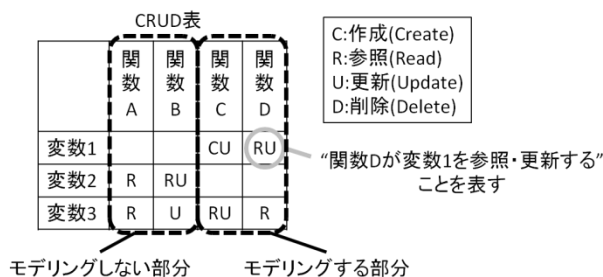 CRUD表
関数A 関数B 関数C 関数D
変数1 CU RU
変数2 R RU
変数3 R U RU R
C:作成(Create)
R:参照(Read)
U:更新(Update)
D:削除(Delete)
“関数Dが変数1を参照・更新する”
ことを表す
モデリングしない部分
モデリングする部分